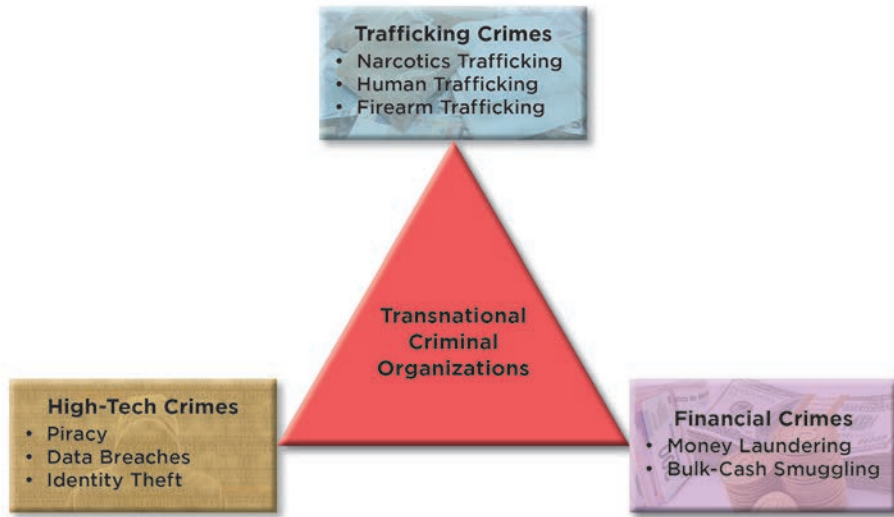 Trafficking Crimes
• Narcotics Trafficking
• Human Trafficking
• Firearm Trafficking
Transnational
Criminal
Organizations
High-Tech Crimes
• Piracy
• Data Breaches
• Identity Theft
Financial Crimes
• Money Laundering
• Bulk-Cash Smuggling